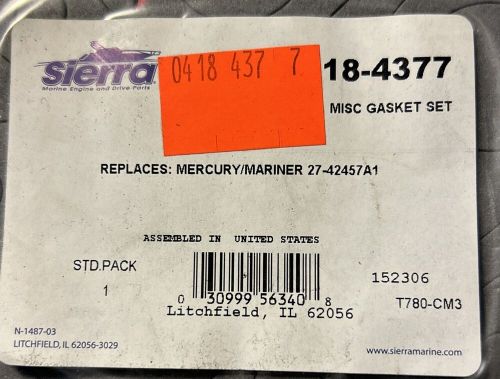 Sierra
Marine Engine and Drive Parts
0418 437 7
18-4377
MISC GASKET SET
REPLACES: MERCURY/MARINER 27-42457A1
ASSEMBLED IN UNITED STATES
STD.PACK
1
0 30999 56340 8
Litchfield, IL 62056
152306
T780-CM3
N-1487-03
LITCHFIELD, IL 62056-3029
www.sierramarine.com